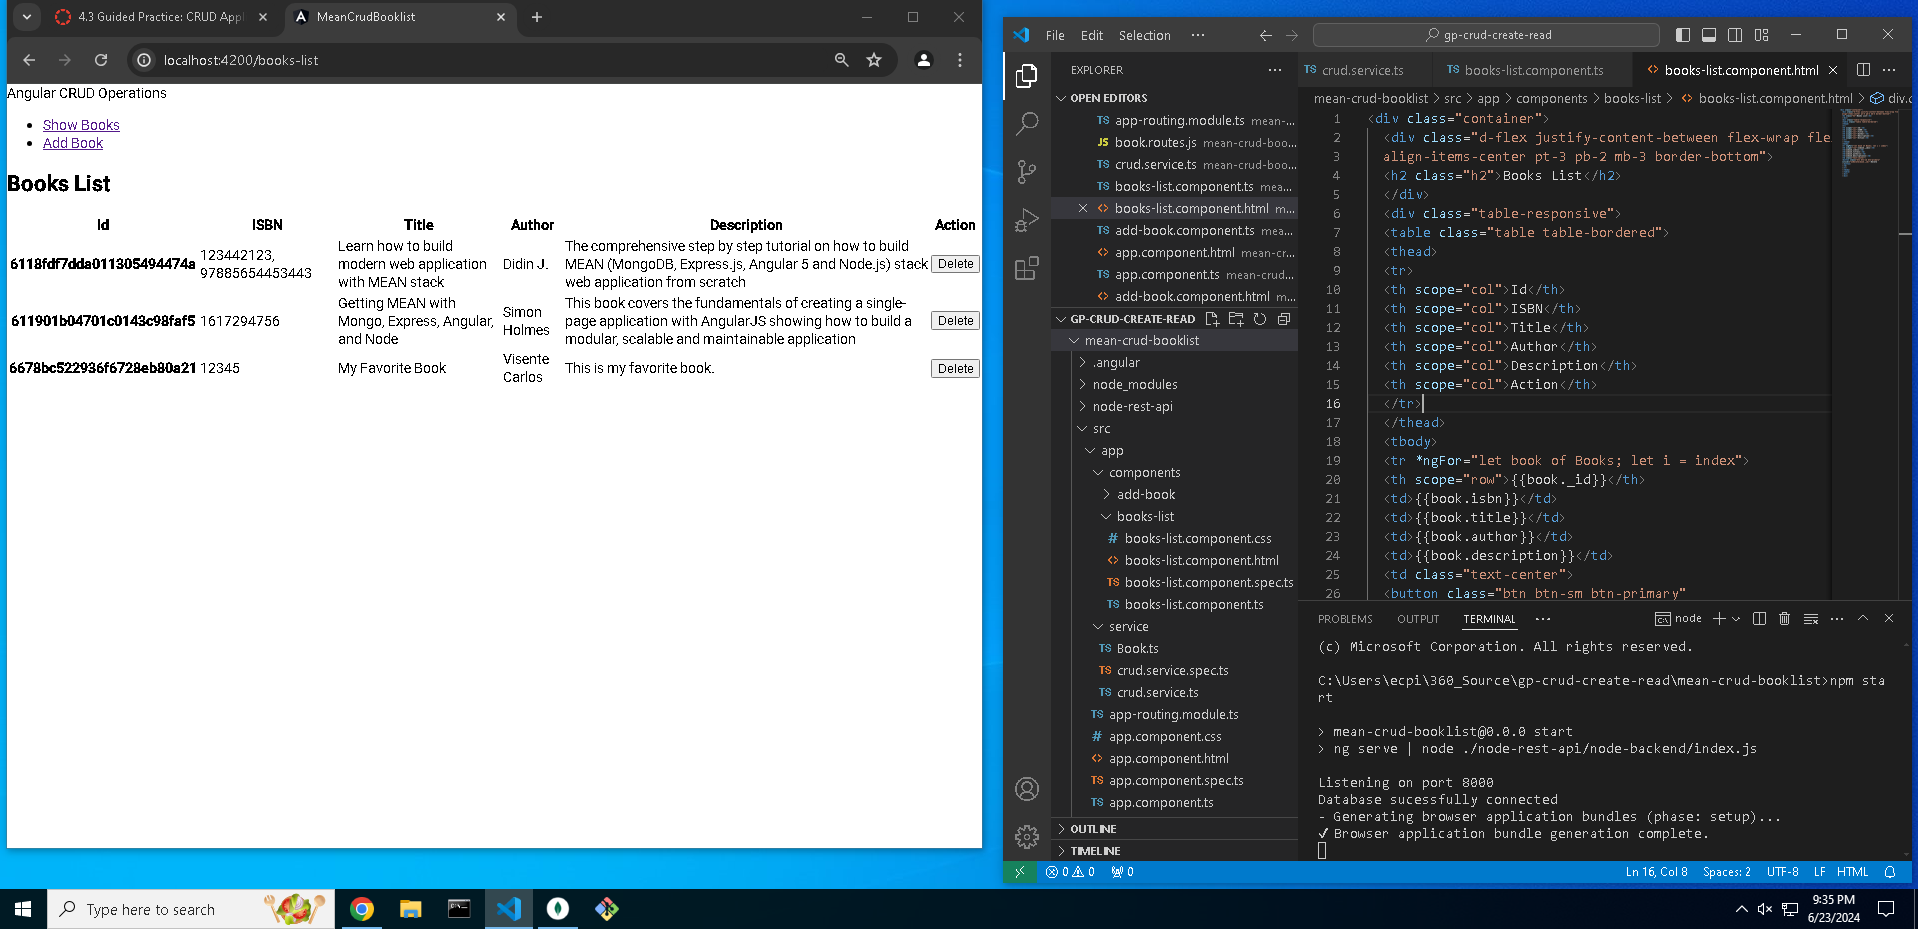 4.3 Guided Practice: CRUD Appl
MeanCrudBooklist
localhost:4200/books-list
Angular CRUD Operations
Show Books
Add Book
Books List
Id ISBN Title Author Description Action
6118fdf7dda011305494474a 123442123, 97885654453443 Learn how to build modern web application with MEAN stack Didin J. The comprehensive step by step tutorial on how to build MEAN (MongoDB, Express.js, Angular 5 and Node.js) stack web application from scratch Delete
611901b04701c0143c98faf5 1617294756 Getting MEAN with Mongo, Express, Angular, and Node Simon Holmes This book covers the fundamentals of creating a single-page application with AngularJS showing how to build a modular, scalable and maintainable application Delete
6678bc522936f6728eb80a21 12345 My Favorite Book Visente Carlos This is my favorite book. Delete
File Edit Selection ···
gp-crud-create-read
EXPLORER
OPEN EDITORS
TS app-routing.module.ts mean-...
JS book.routes.js mean-crud-boo...
TS crud.service.ts mean-crud-boo...
TS books-list.component.ts mea...
<> books-list.component.html m...
TS add-book.component.ts mea...
<> app.component.html mean-cr...
TS app.component.ts mean-crud...
<> add-book.component.html m...
GP-CRUD-CREATE-READ
mean-crud-booklist
.angular
node_modules
node-rest-api
src
app
components
add-book
books-list
# books-list.component.css
<> books-list.component.html
TS books-list.component.spec.ts
TS books-list.component.ts
service
TS Book.ts
TS crud.service.spec.ts
TS crud.service.ts
TS app-routing.module.ts
# app.component.css
<> app.component.html
TS app.component.spec.ts
TS app.component.ts
OUTLINE
TIMELINE
TS crud.service.ts
TS books-list.component.ts
<> books-list.component.html
mean-crud-booklist > src > app > components > books-list > <> books-list.component.html > div.c
1 <div class="container">
2 <div class="d-flex justify-content-between flex-wrap fle
3 align-items-center pt-3 pb-2 mb-3 border-bottom">
4 <h2 class="h2">Books List</h2>
5 </div>
6 <div class="table-responsive">
7 <table class="table table-bordered">
8 <thead>
9 <tr>
10 <th scope="col">Id</th>
11 <th scope="col">ISBN</th>
12 <th scope="col">Title</th>
13 <th scope="col">Author</th>
14 <th scope="col">Description</th>
15 <th scope="col">Action</th>
16 </tr>
17 </thead>
18 <tbody>
19 <tr *ngFor="let book of Books; let i = index">
20 <th scope="row">{{book._id}}</th>
21 <td>{{book.isbn}}</td>
22 <td>{{book.title}}</td>
23 <td>{{book.author}}</td>
24 <td>{{book.description}}</td>
25 <td class="text-center">
26 <button class="btn btn-sm btn-primary"
PROBLEMS OUTPUT TERMINAL ··· node
(c) Microsoft Corporation. All rights reserved.
C:\Users\ecpi\360_Source\gp-crud-create-read\mean-crud-booklist>npm sta
rt
> mean-crud-booklist@0.0.0 start
> ng serve | node ./node-rest-api/node-backend/index.js
Listening on port 8000
Database sucessfully connected
- Generating browser application bundles (phase: setup)...
✓ Browser application bundle generation complete.
0 0 0
Ln 16, Col 8 Spaces: 2 UTF-8 LF HTML
Type here to search
9:35 PM
6/23/2024